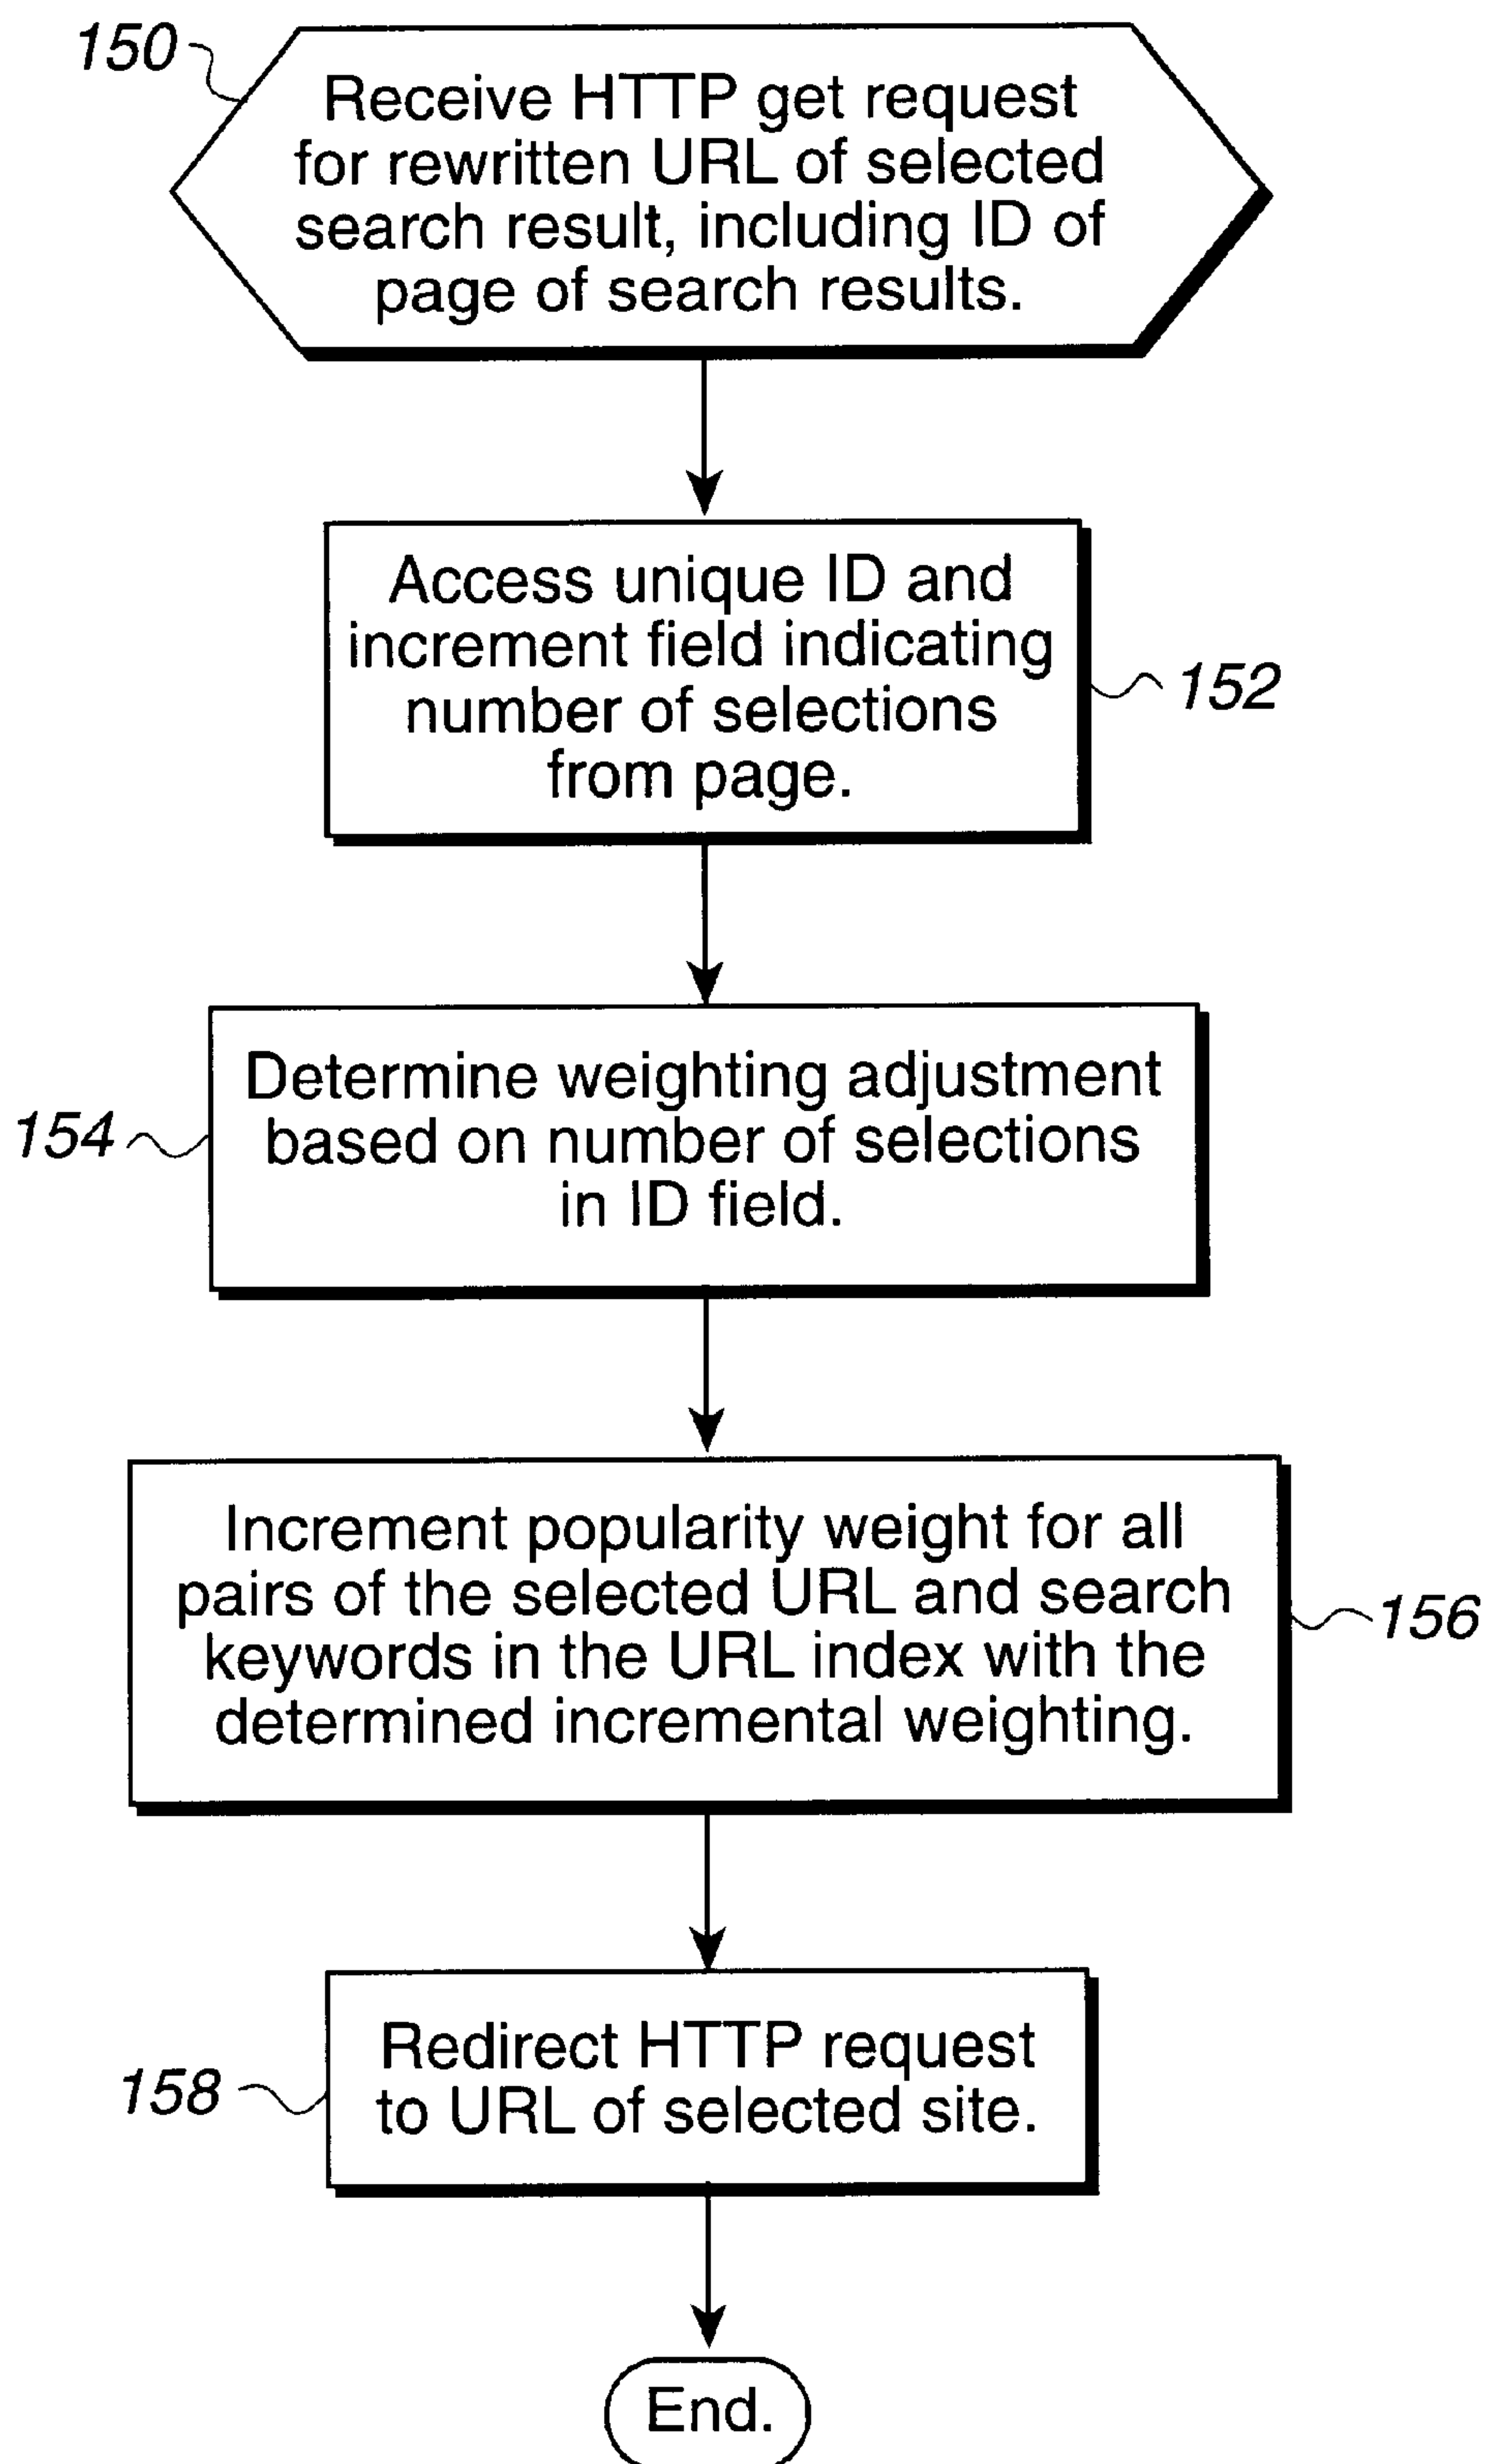 150
Receive HTTP get request
for rewritten URL of selected
search result, including ID of
page of search results.
Access unique ID and
increment field indicating
number of selections
from page.
152
Determine weighting adjustment
based on number of selections
in ID field.
154
Increment popularity weight for all
pairs of the selected URL and search
keywords in the URL index with the
determined incremental weighting.
156
Redirect HTTP request
to URL of selected site.
158
End.